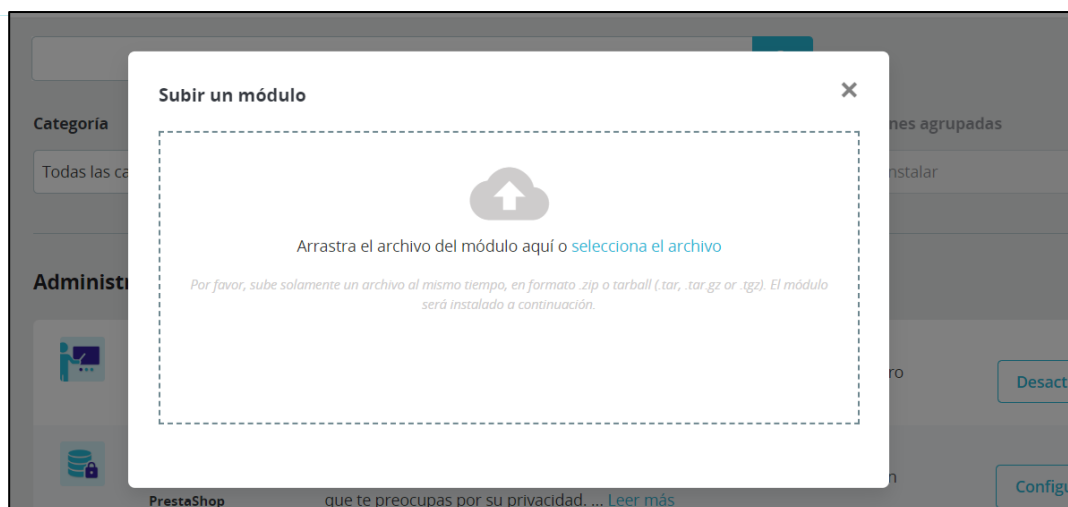 Subir un módulo
×
Categoría
nes agrupadas
Todas las ca
nstalar
Arrastra el archivo del módulo aquí o selecciona el archivo
Por favor, sube solamente un archivo al mismo tiempo, en formato .zip o tarball (.tar, .tar.gz or .tgz). El módulo
será instalado a continuación.
Administr
ro
Desact
n
Configu
PrestaShop
que te preocupas por su privacidad. ... Leer más